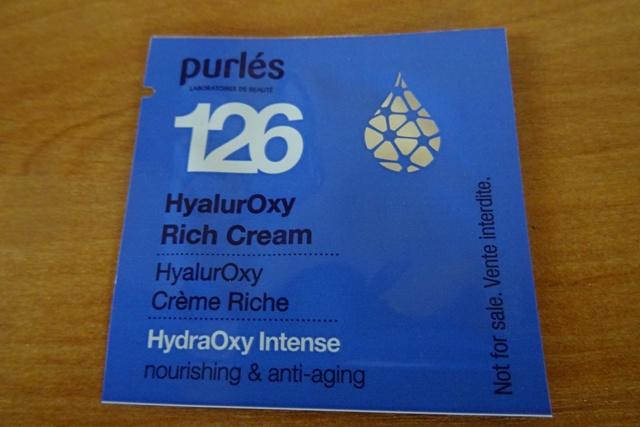 purlés
LABORATOIRES DE BEAUTÉ
126
HyalurOxy
Rich Cream
HyalurOxy
Crème Riche
HydraOxy Intense
nourishing & anti-aging
Not for sale. Vente interdite.